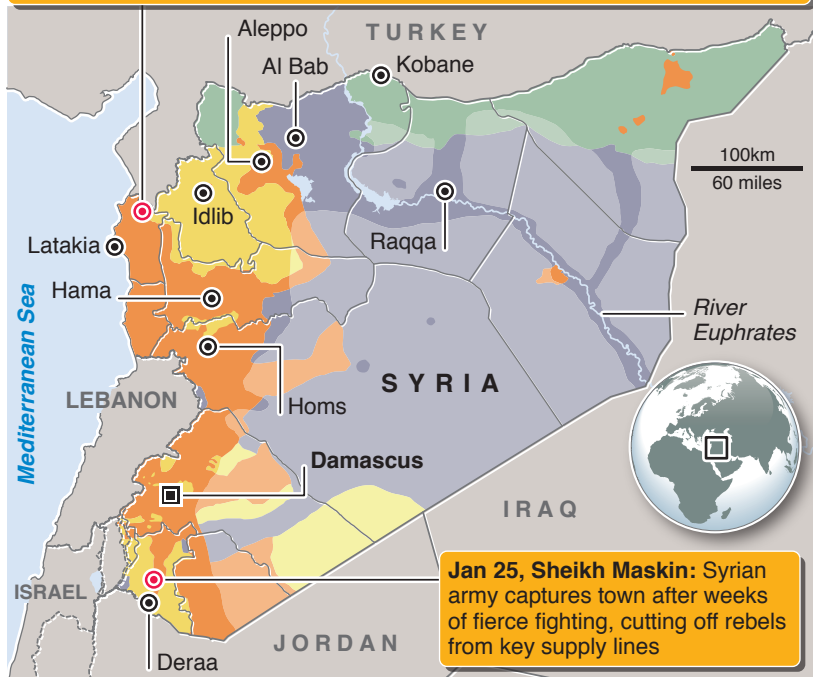 Aleppo
TURKEY
Al Bab
Kobane
100km
60 miles
Idlib
Latakia
Raqqa
Hama
River
Euphrates
Mediterranean Sea
SYRIA
LEBANON
Homs
Damascus
IRAQ
Jan 25, Sheikh Maskin: Syrian
army captures town after weeks
of fierce fighting, cutting off rebels
from key supply lines
ISRAEL
JORDAN
Deraa